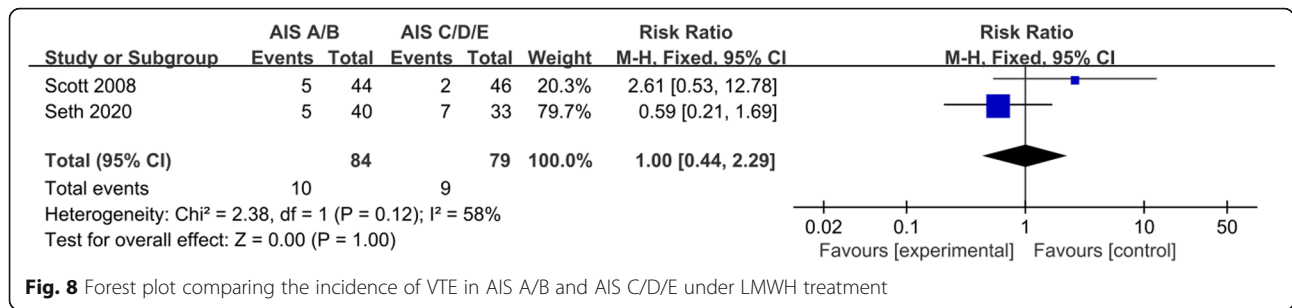 AIS A/B AIS C/D/E Risk Ratio Risk Ratio
Study or Subgroup Events Total Events Total Weight M-H, Fixed, 95% CI M-H, Fixed, 95% CI
Scott 2008 5 44 2 46 20.3% 2.61 [0.53, 12.78]
Seth 2020 5 40 7 33 79.7% 0.59 [0.21, 1.69]
Total (95% CI) 84 79 100.0% 1.00 [0.44, 2.29]
Total events 10 9
Heterogeneity: Chi² = 2.38, df = 1 (P = 0.12); I² = 58%
Test for overall effect: Z = 0.00 (P = 1.00)
0.02 0.1 1 10 50
Favours [experimental] Favours [control]
Fig. 8 Forest plot comparing the incidence of VTE in AIS A/B and AIS C/D/E under LMWH treatment